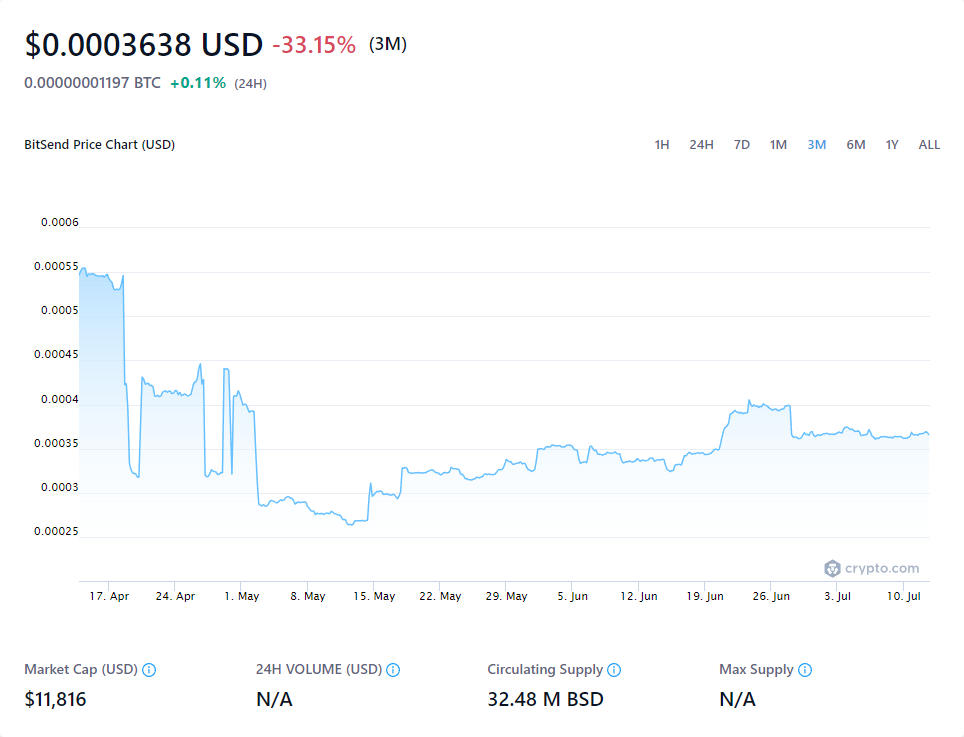 $0.0003638 USD -33.15% (3M)
0.00000001197 BTC +0.11% (24H)
BitSend Price Chart (USD) 1H 24H 7D 1M 3M 6M 1Y ALL
0.0006
0.00055
0.0005
0.00045
0.0004
0.00035
0.0003
0.00025
crypto.com
17. Apr 24. Apr 1. May 8. May 15. May 22. May 29. May 5. Jun 12. Jun 19. Jun 26. Jun 3. Jul 10. Jul
Market Cap (USD) 24H VOLUME (USD) Circulating Supply Max Supply
$11,816 N/A 32.48 M BSD N/A